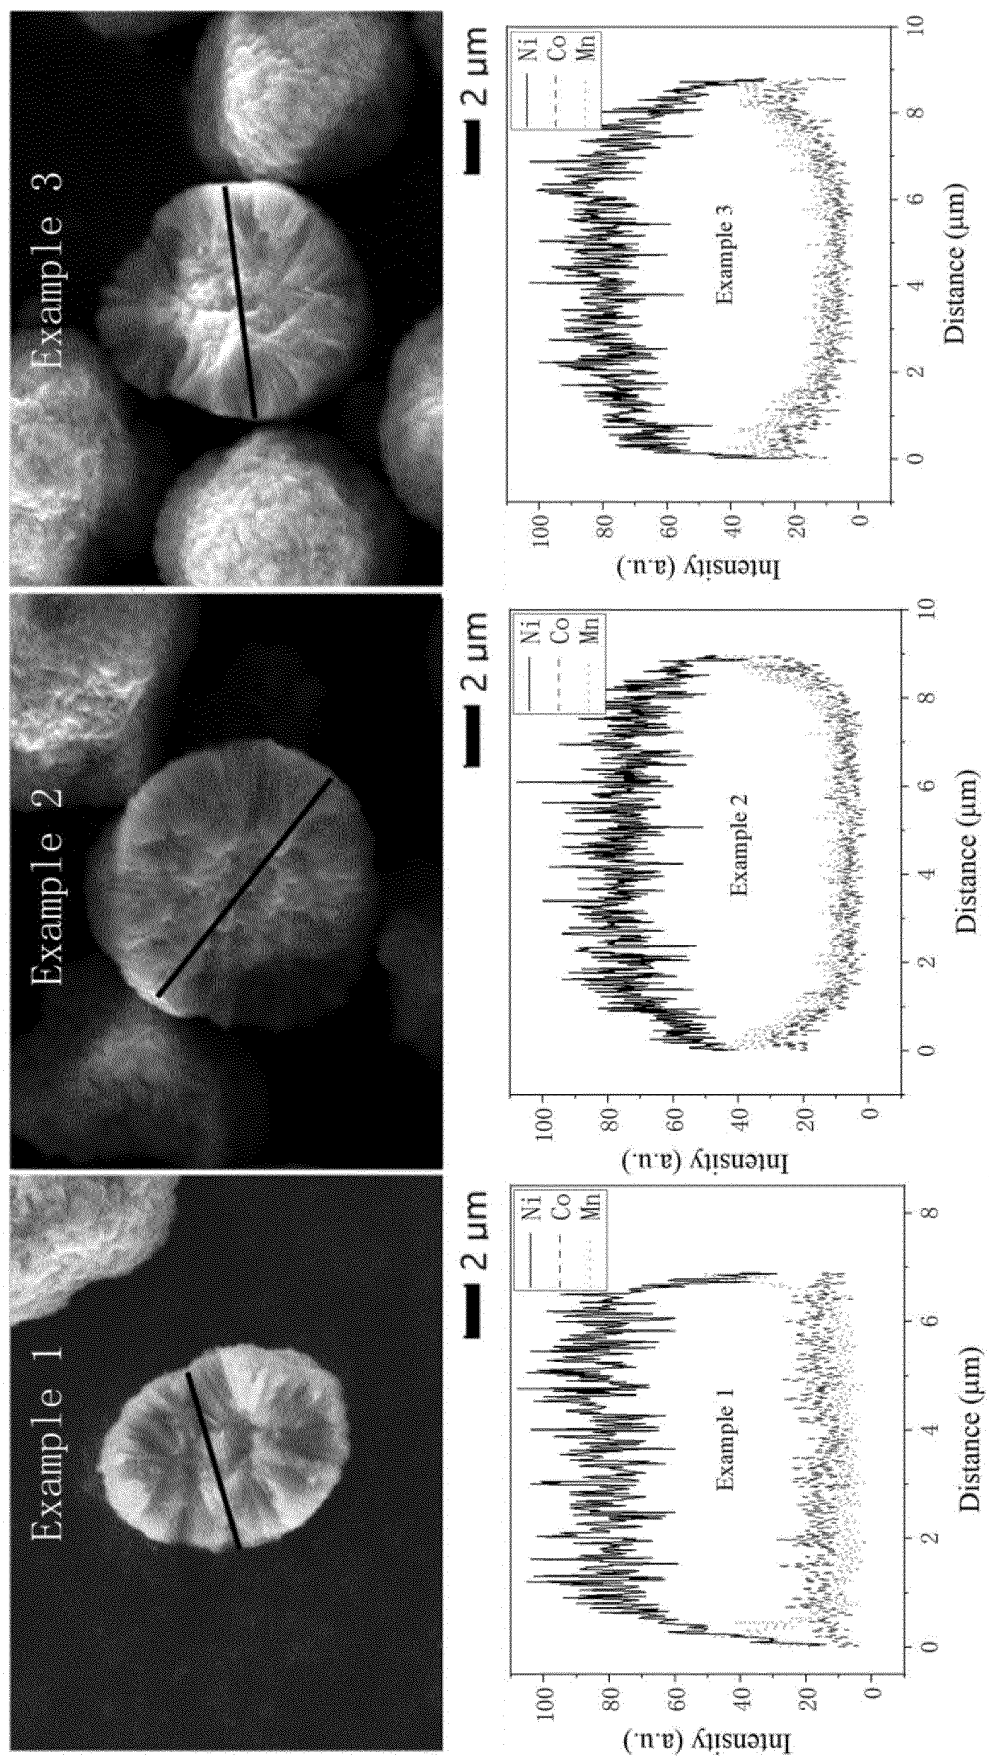 Example 1
Example 2
Example 3
2 μm
2 μm
2 μm
Intensity (a.u.)
100
80
60
40
20
0
Ni
Co
Mn
Example 1
0
2
4
6
8
Distance (μm)
Intensity (a.u.)
100
80
60
40
20
0
Ni
Co
Mn
Example 2
0
2
4
6
8
10
Distance (μm)
Intensity (a.u.)
100
80
60
40
20
0
Ni
Co
Mn
Example 3
0
2
4
6
8
10
Distance (μm)